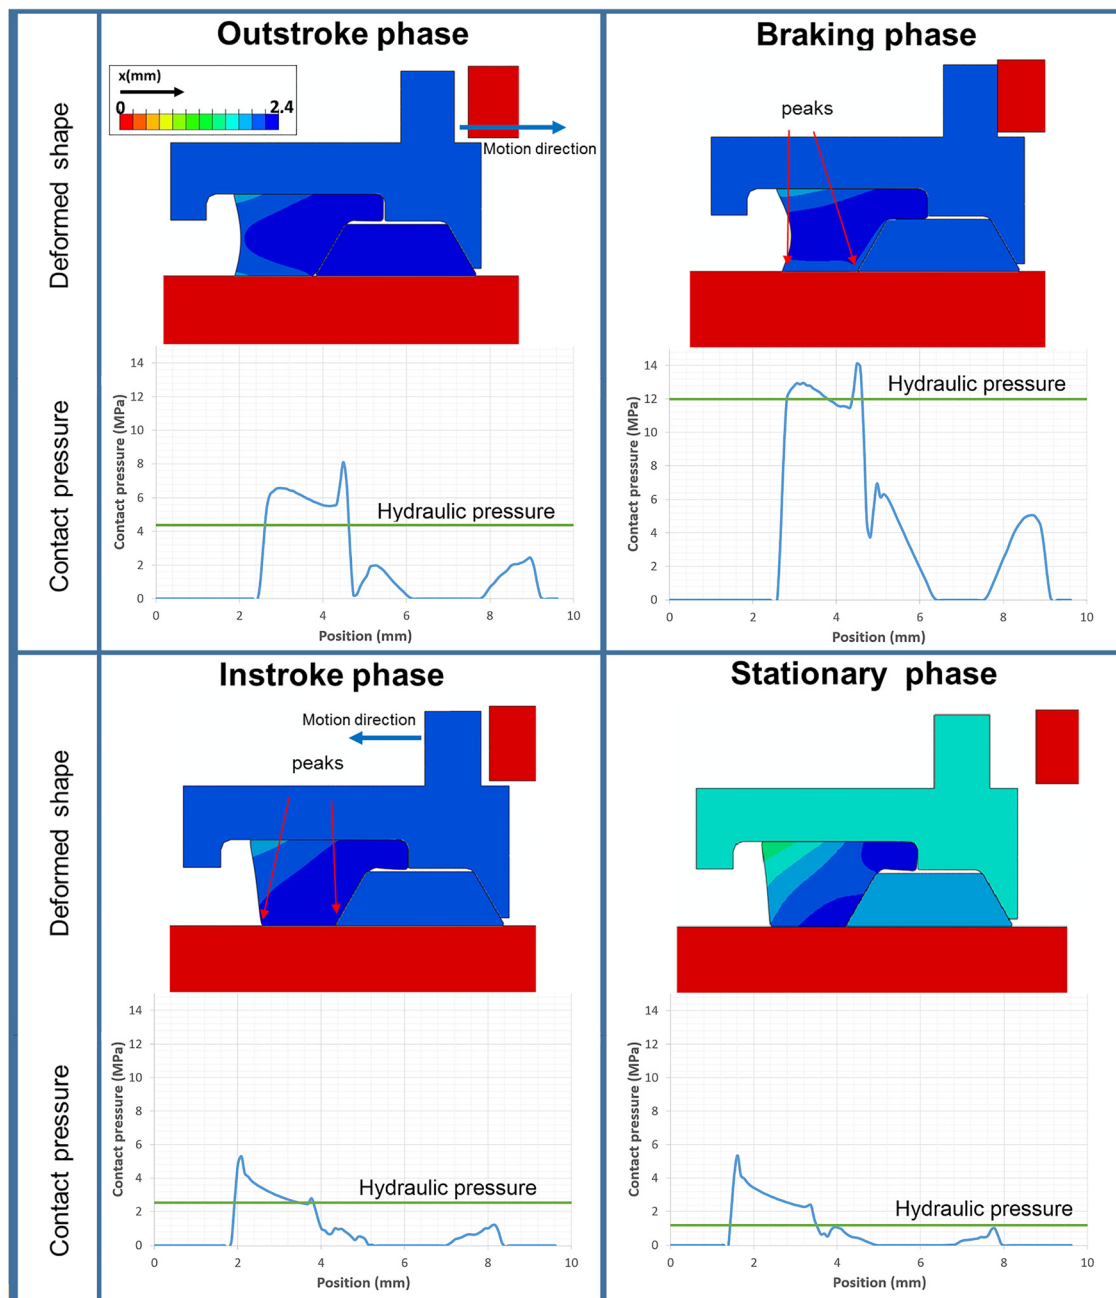 Outstroke phase
Braking phase
Deformed shape
x(mm)
0
2.4
Motion direction
peaks
Contact pressure
Contact pressure (MPa)
14
12
10
8
6
4
2
0
Hydraulic pressure
0 2 4 6 8 10
Position (mm)
Contact pressure (MPa)
14
12
10
8
6
4
2
0
Hydraulic pressure
0 2 4 6 8 10
Position (mm)
Instroke phase
Stationary phase
Deformed shape
Motion direction
peaks
Contact pressure
Contact pressure (MPa)
14
12
10
8
6
4
2
0
Hydraulic pressure
0 2 4 6 8 10
Position (mm)
Contact pressure (MPa)
14
12
10
8
6
4
2
0
Hydraulic pressure
0 2 4 6 8 10
Position (mm)